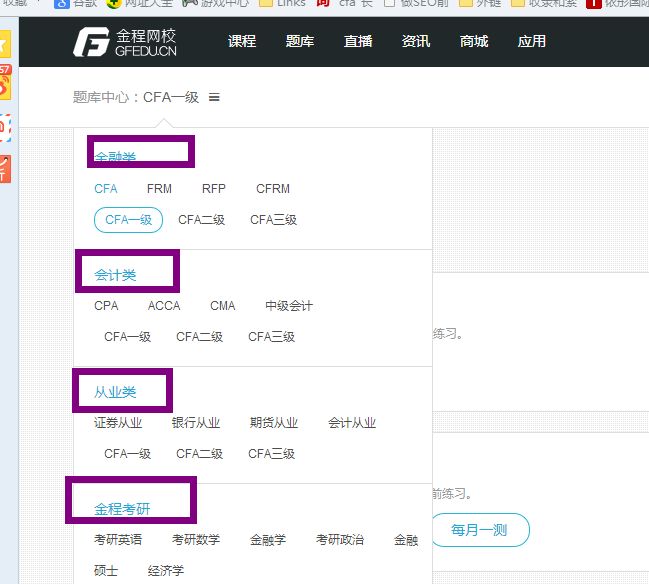 收藏 谷歌 网址大全 游戏中心 Links 词 cfa 长 做SEO前 外链 收录和索 T 依彤国际
57
金程网校
GFEDU.CN
课程 题库 直播 资讯 商城 应用
题库中心：CFA一级
金融类
CFA FRM RFP CFRM
CFA一级 CFA二级 CFA三级
会计类
CPA ACCA CMA 中级会计
CFA一级 CFA二级 CFA三级
练习。
从业类
证券从业 银行从业 期货从业 会计从业
CFA一级 CFA二级 CFA三级
前练习。
金程考研
每月一测
考研英语 考研数学 金融学 考研政治 金融
硕士 经济学